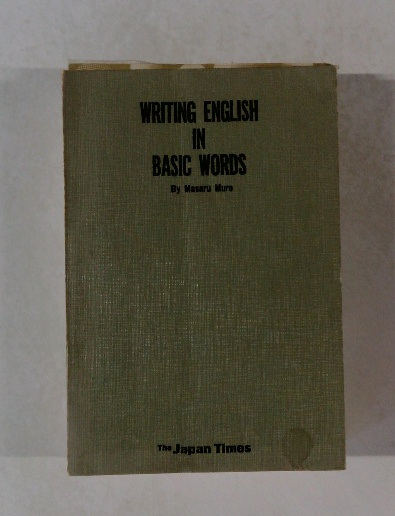 WRITING ENGLISH
IN
BASIC WORDS
By Masaru Muro
The Japan Times